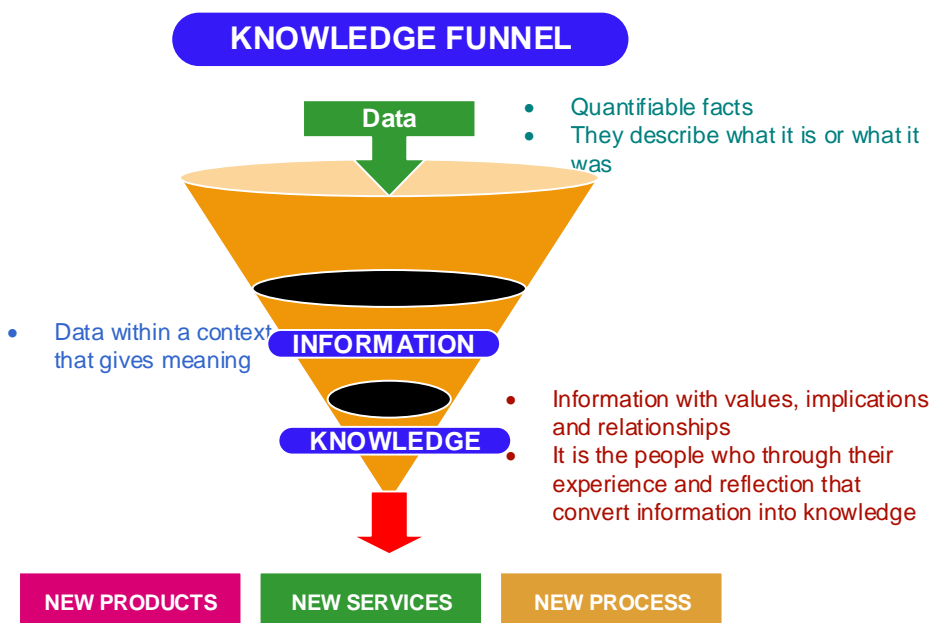 KNOWLEDGE FUNNEL
Data
• Quantifiable facts
• They describe what it is or what it
was
• Data within a context
that gives meaning
INFORMATION
• Information with values, implications
and relationships
KNOWLEDGE
• It is the people who through their
experience and reflection that
convert information into knowledge
NEW PRODUCTS
NEW SERVICES
NEW PROCESS